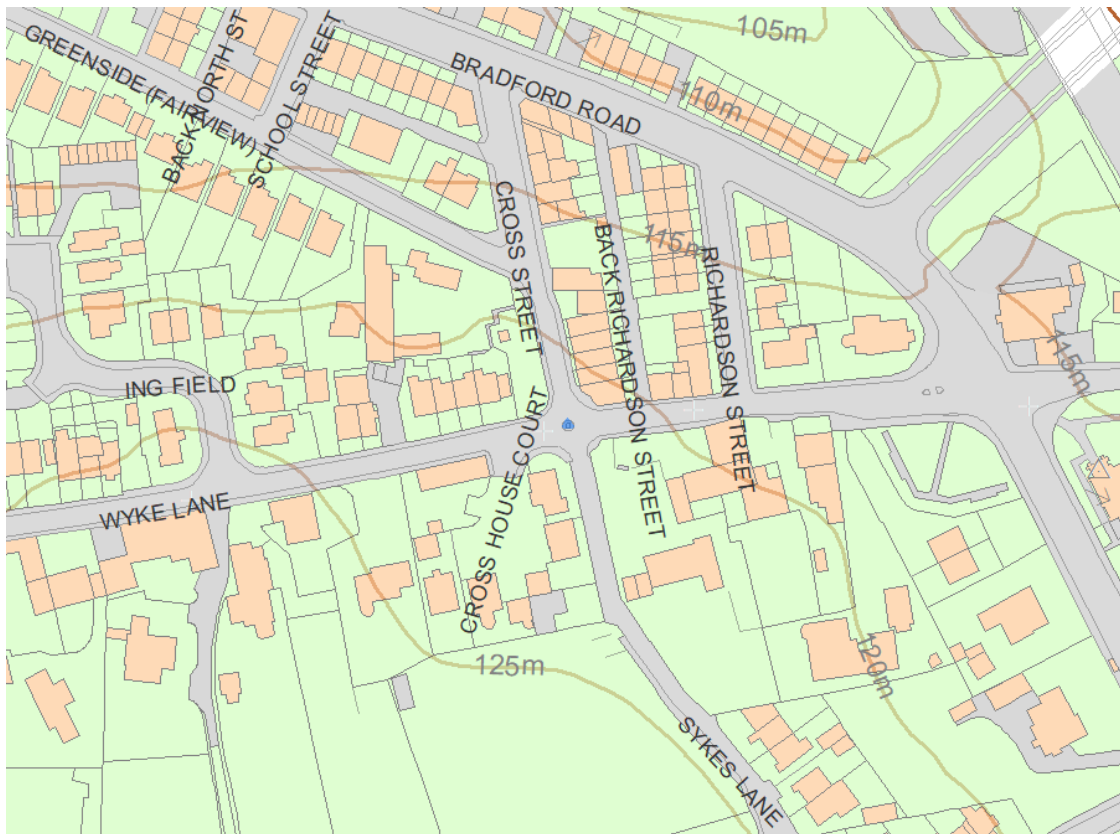 105m
GREENSIDE (FAIRVIEW)
BACK NORTH ST
SCHOOL STREET
BRADFORD ROAD
110m
CROSS STREET
BACK RICHARDSON STREET
115m
RICHARDSON STREET
115m
ING FIELD
CROSS HOUSE COURT
WYKE LANE
125m
120m
SYKES LANE